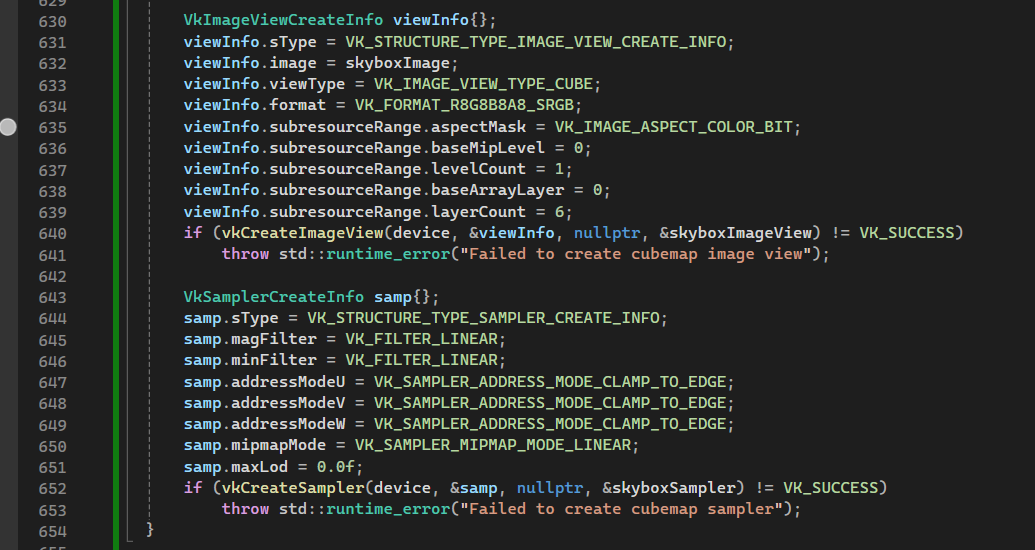 629
630 VkImageViewCreateInfo viewInfo{};
631 viewInfo.sType = VK_STRUCTURE_TYPE_IMAGE_VIEW_CREATE_INFO;
632 viewInfo.image = skyboxImage;
633 viewInfo.viewType = VK_IMAGE_VIEW_TYPE_CUBE;
634 viewInfo.format = VK_FORMAT_R8G8B8A8_SRGB;
635 viewInfo.subresourceRange.aspectMask = VK_IMAGE_ASPECT_COLOR_BIT;
636 viewInfo.subresourceRange.baseMipLevel = 0;
637 viewInfo.subresourceRange.levelCount = 1;
638 viewInfo.subresourceRange.baseArrayLayer = 0;
639 viewInfo.subresourceRange.layerCount = 6;
640 if (vkCreateImageView(device, &viewInfo, nullptr, &skyboxImageView) != VK_SUCCESS)
641 throw std::runtime_error("Failed to create cubemap image view");
642
643 VkSamplerCreateInfo samp{};
644 samp.sType = VK_STRUCTURE_TYPE_SAMPLER_CREATE_INFO;
645 samp.magFilter = VK_FILTER_LINEAR;
646 samp.minFilter = VK_FILTER_LINEAR;
647 samp.addressModeU = VK_SAMPLER_ADDRESS_MODE_CLAMP_TO_EDGE;
648 samp.addressModeV = VK_SAMPLER_ADDRESS_MODE_CLAMP_TO_EDGE;
649 samp.addressModeW = VK_SAMPLER_ADDRESS_MODE_CLAMP_TO_EDGE;
650 samp.mipmapMode = VK_SAMPLER_MIPMAP_MODE_LINEAR;
651 samp.maxLod = 0.0f;
652 if (vkCreateSampler(device, &samp, nullptr, &skyboxSampler) != VK_SUCCESS)
653 throw std::runtime_error("Failed to create cubemap sampler");
654 }